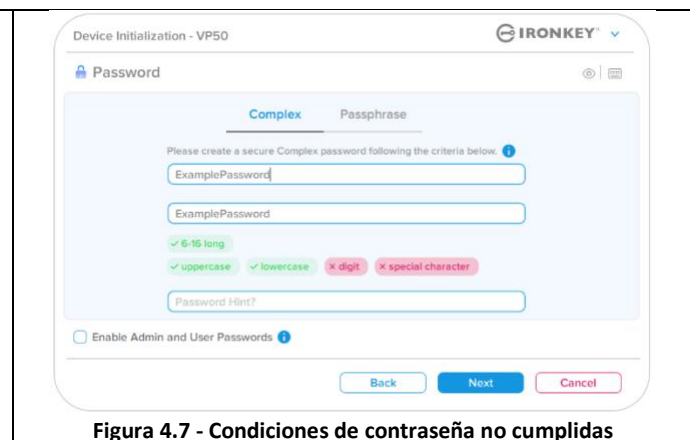 Device Initialization - VP50
IRONKEY™
Password
Complex Passphrase
Please create a secure Complex password following the criteria below.
ExamplePassword
ExamplePassword
✓ 6-16 long
✓ uppercase ✓ lowercase × digit × special character
Password Hint?
Enable Admin and User Passwords
Back Next Cancel
Figura 4.7 - Condiciones de contraseña no cumplidas